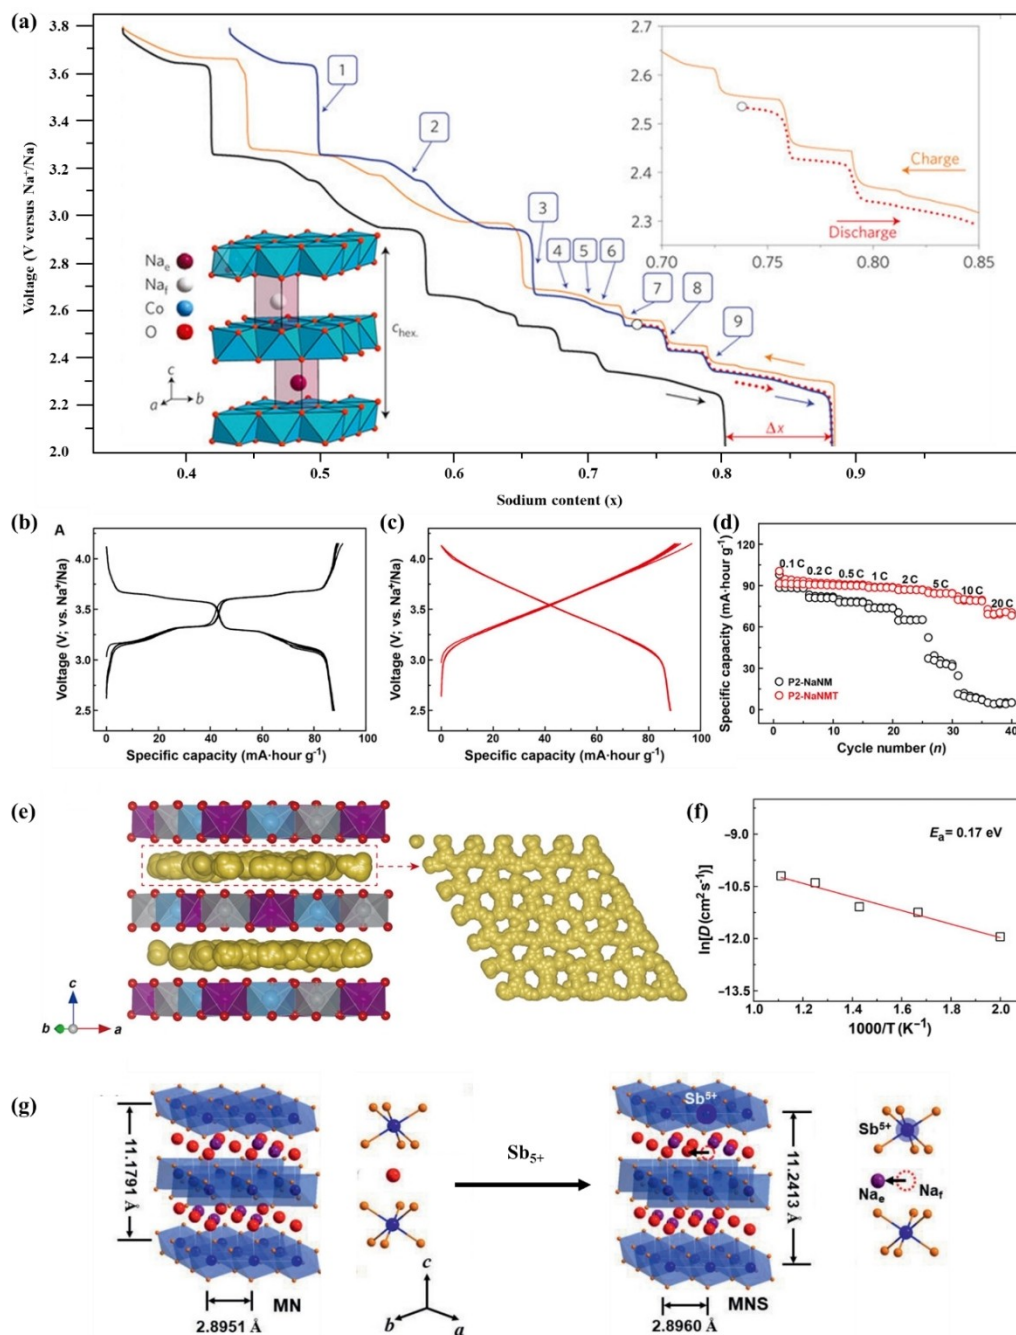 (a)
3.8
3.6
3.4
3.2
3.0
2.8
2.6
2.4
2.2
2.0
Voltage (V versus Na⁺/Na)
1
2
3
4
5
6
7
8
9
2.7
2.6
2.5
2.4
2.3
Charge
Discharge
0.70
0.75
0.80
0.85
Naₑ
Na_f
Co
O
c
a
b
c_hex.
Δx
0.4
0.5
0.6
0.7
0.8
0.9
Sodium content (x)
(b)
A
4.0
3.5
3.0
2.5
Voltage (V; vs. Na⁺/Na)
0 20 40 60 80 100
Specific capacity (mA·hour g⁻¹)
(c)
4.0
3.5
3.0
2.5
Voltage (V; vs. Na⁺/Na)
0 20 40 60 80 100
Specific capacity (mA·hour g⁻¹)
(d)
120
90
60
30
0
Specific capacity (mA·hour g⁻¹)
0.1 C 0.2 C 0.5 C 1 C 2 C 5 C 10 C 20 C
P2-NaNM
P2-NaNMT
0 10 20 30 40
Cycle number (n)
(e)
c
b
a
(f)
−9.0
−10.5
−12.0
−13.5
ln[D (cm² s⁻¹)]
Eₐ = 0.17 eV
1.0 1.2 1.4 1.6 1.8 2.0
1000/T (K⁻¹)
(g)
11.1791 Å
MN
2.8951 Å
Sb₅₊
c
b
a
Sb⁵⁺
11.2413 Å
MNS
2.8960 Å
Sb⁵⁺
Naₑ
Na_f